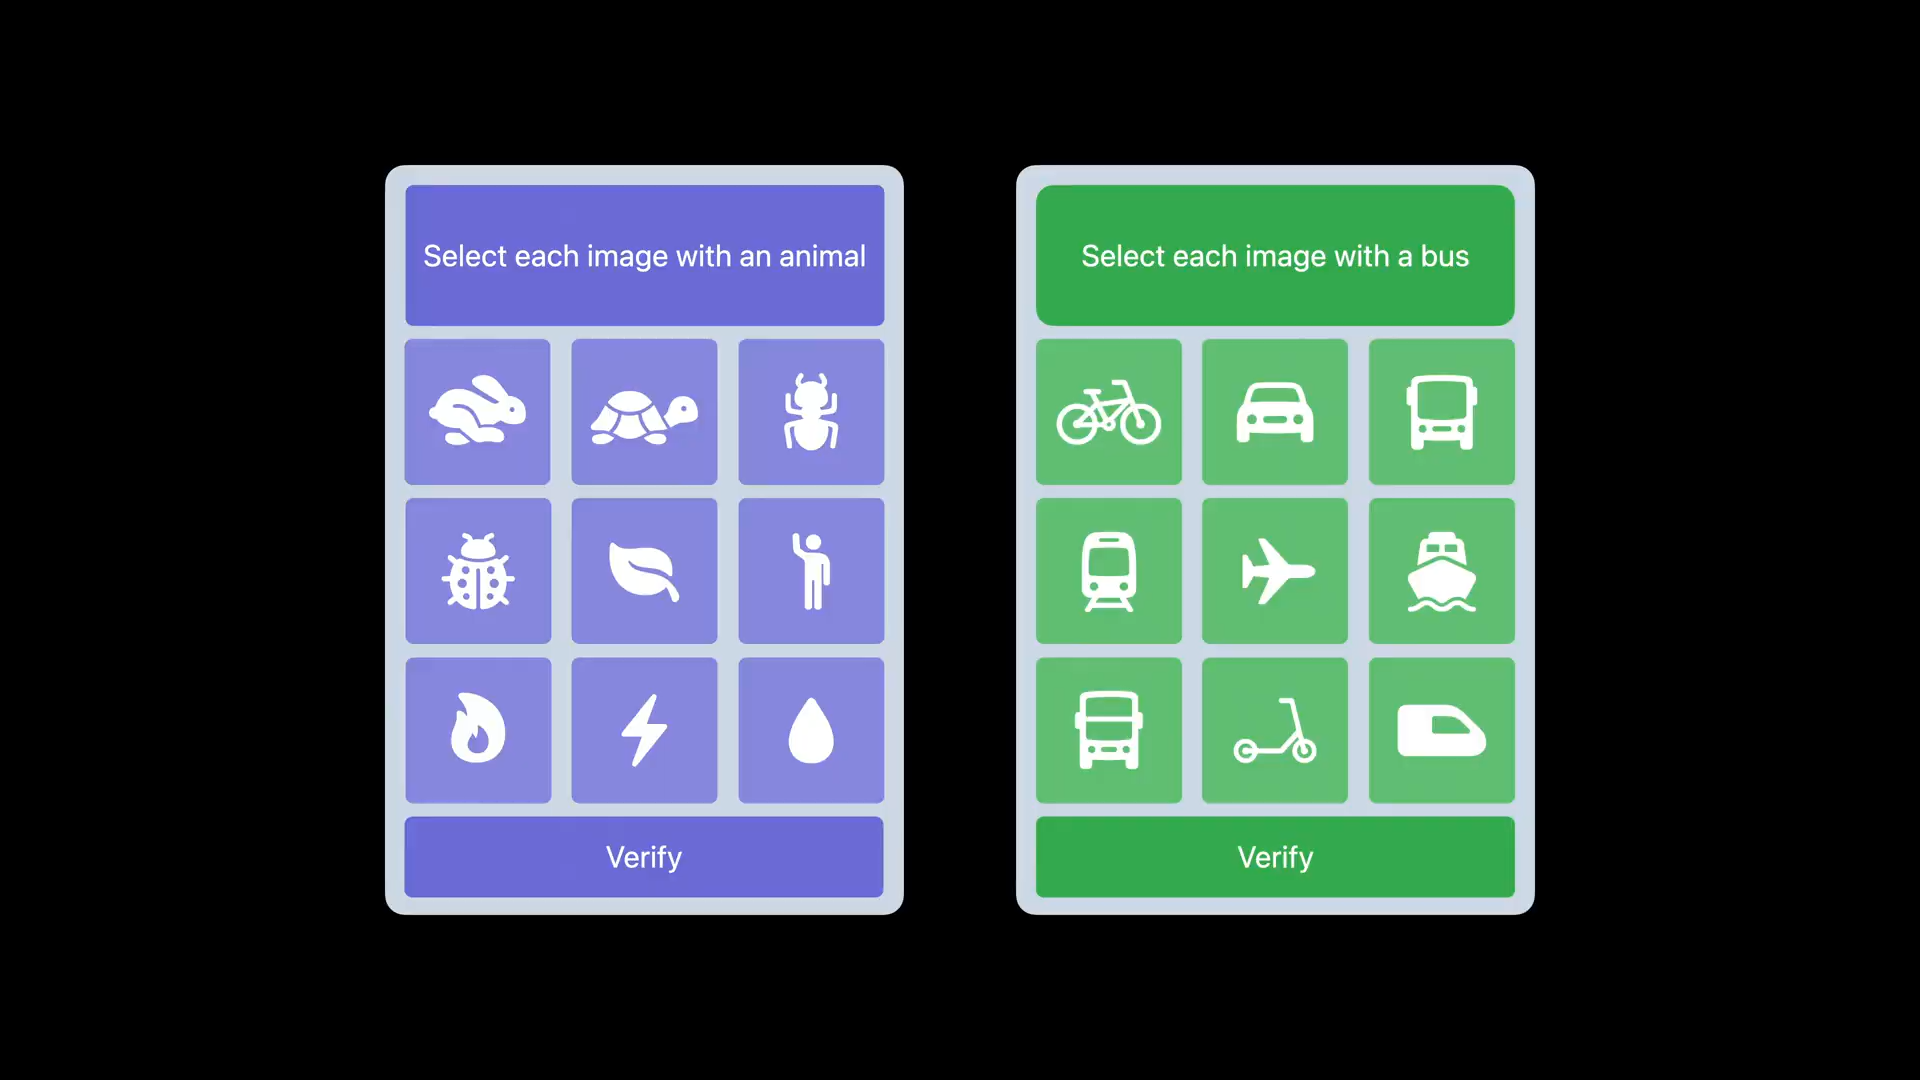 Select each image with an animal
Verify
Select each image with a bus
Verify